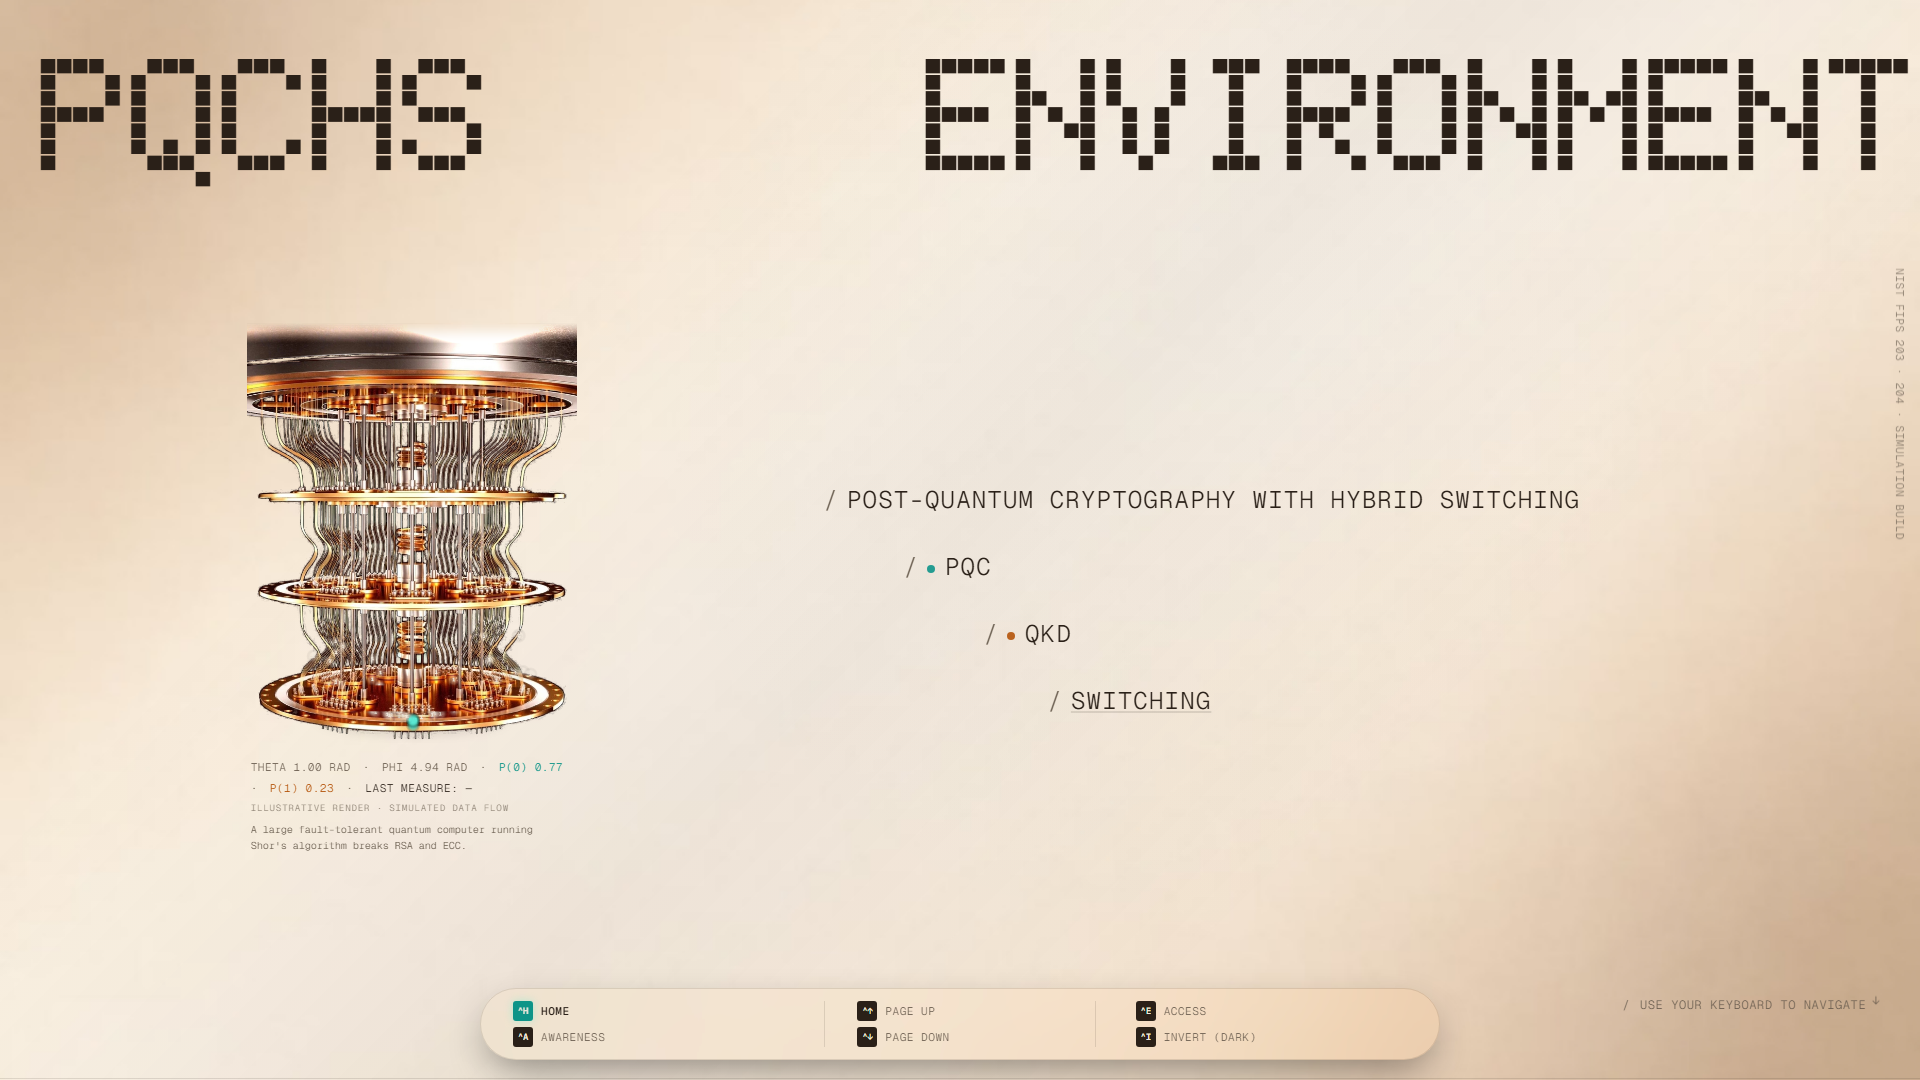 PQCHS ENVIRONMENT
NIST FIPS 203 · 204 · SIMULATION BUILD
/ POST-QUANTUM CRYPTOGRAPHY WITH HYBRID SWITCHING
/ • PQC
/ • QKD
/ SWITCHING
THETA 1.00 RAD · PHI 4.94 RAD · P(0) 0.77
· P(1) 0.23 · LAST MEASURE: —
ILLUSTRATIVE RENDER · SIMULATED DATA FLOW
A large fault-tolerant quantum computer running
Shor's algorithm breaks RSA and ECC.
^H HOME
^A AWARENESS
^↑ PAGE UP
^↓ PAGE DOWN
^E ACCESS
^I INVERT (DARK)
/ USE YOUR KEYBOARD TO NAVIGATE ↓